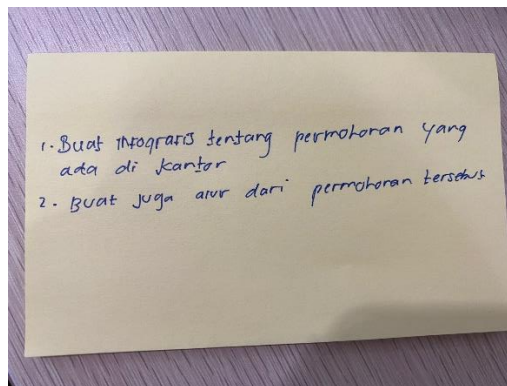 1. Buat infografis tentang permohonan yang
ada di kantor
2. Buat juga alur dari permohonan tersebut